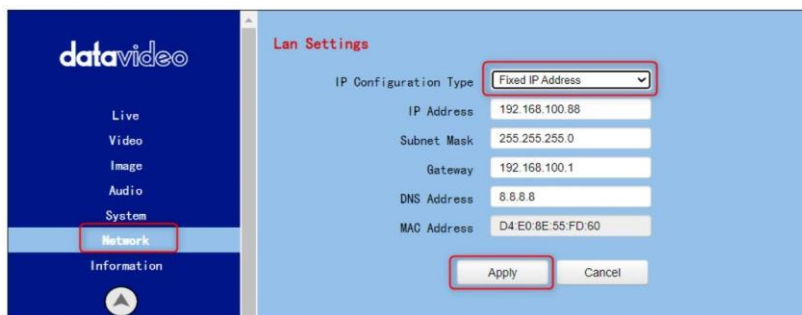 datavideo
Live
Video
Image
Audio
System
Network
Information
Lan Settings
IP Configuration Type Fixed IP Address
IP Address 192.168.100.88
Subnet Mask 255.255.255.0
Gateway 192.168.100.1
DNS Address 8.8.8.8
MAC Address D4:E0:8E:55:FD:60
Apply Cancel